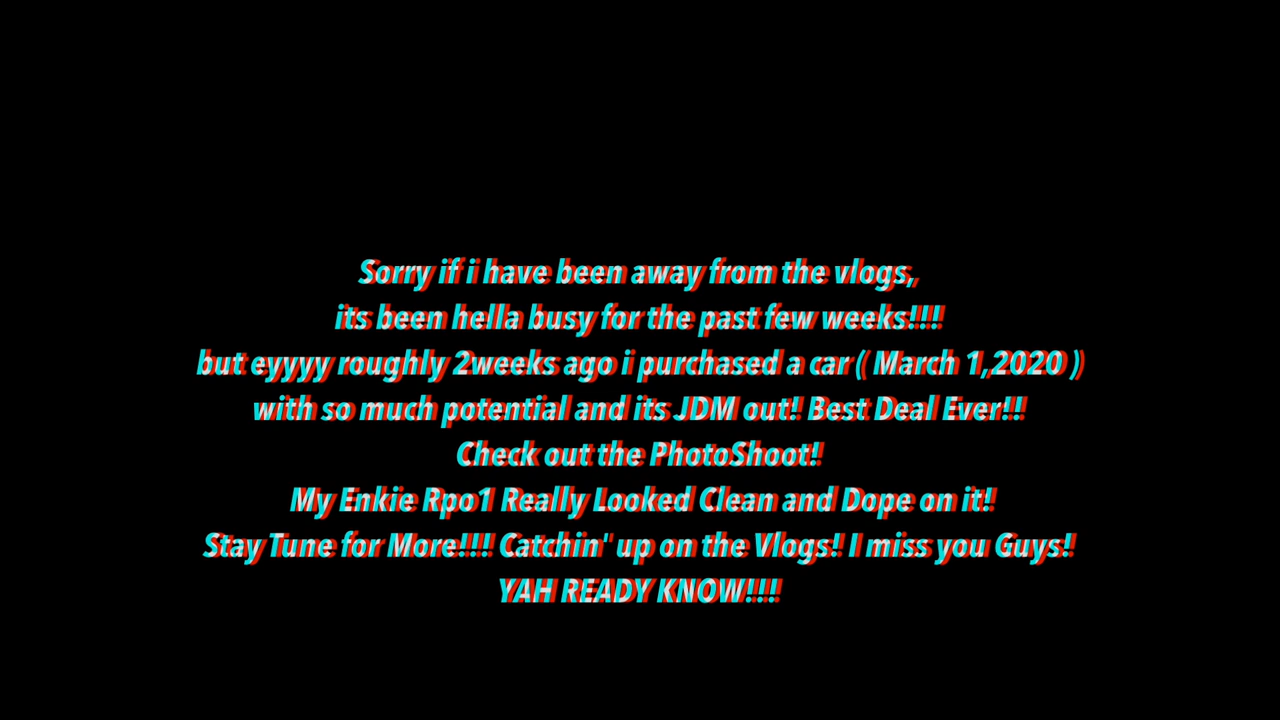 Sorry if i have been away from the vlogs,
its been hella busy for the past few weeks!!!!
but eyyyy roughly 2weeks ago i purchased a car ( March 1,2020 )
with so much potential and its JDM out! Best Deal Ever!!
Check out the PhotoShoot!
My Enkie Rpo1 Really Looked Clean and Dope on it!
Stay Tune for More!!!! Catchin' up on the Vlogs! I miss you Guys!
YAH READY KNOW!!!!